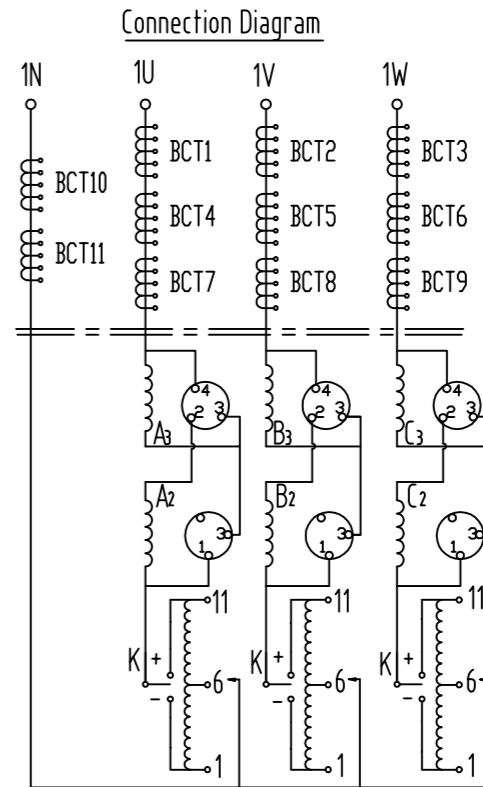 Connection Diagram
1N 1U 1V 1W
BCT1 BCT2 BCT3
BCT10
BCT4 BCT5 BCT6
BCT11
BCT7 BCT8 BCT9
4 4 4
2 3 2 3 2 3
A3 B3 C3
A2 B2 C2
1 3 1 3 1 3
11 11 11
K + K + K +
6 6 6
- - -
1 1 1